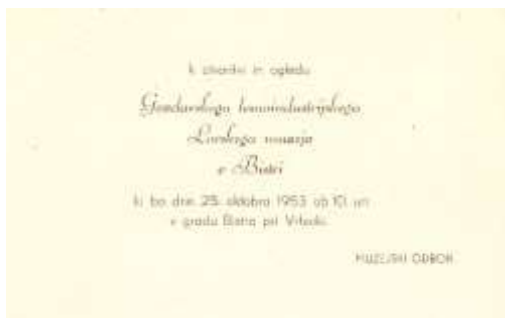 k otvoritvi in ogledu
Gozdarskega lesnoindustrijskega
Lovskega muzeja
v Bistri
ki bo dne 25. oktobra 1953 ob 10. uri
v gradu Bistra pri Vrhniki.
MUZEJSKI ODBOR